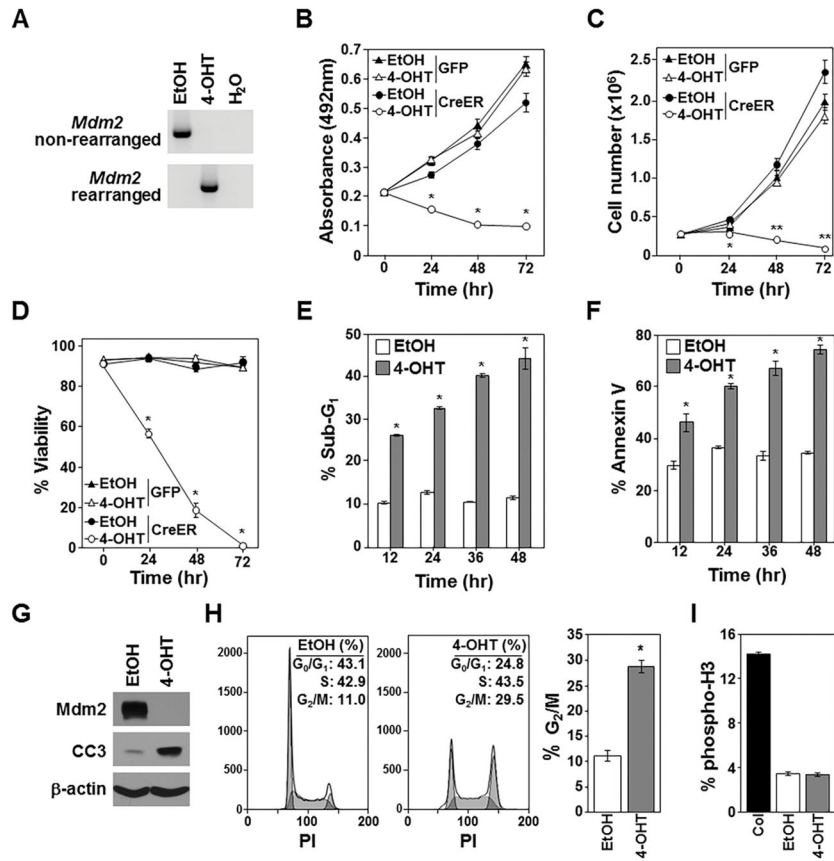 A
EtOH
4-OHT
H₂O
Mdm2
non-rearranged
Mdm2
rearranged
B
0.7
0.6
0.5
0.4
0.3
0.2
0.1
0
Absorbance (492nm)
EtOH
4-OHT
GFP
EtOH
4-OHT
CreER
*
*
*
0 24 48 72
Time (hr)
C
2.5
2.0
1.5
1.0
0.5
0
Cell number (x10⁶)
EtOH
4-OHT
GFP
EtOH
4-OHT
CreER
*
**
**
0 24 48 72
Time (hr)
D
100
80
60
40
20
0
% Viability
*
*
*
EtOH
4-OHT
GFP
EtOH
4-OHT
CreER
0 24 48 72
Time (hr)
E
50
40
30
20
10
0
% Sub-G₁
EtOH
4-OHT
*
*
*
*
12 24 36 48
Time (hr)
F
80
60
40
20
0
% Annexin V
EtOH
4-OHT
*
*
*
*
12 24 36 48
Time (hr)
G
EtOH
4-OHT
Mdm2
CC3
β-actin
H
2000
1500
1000
500
0
EtOH (%)
G₀/G₁: 43.1
S: 42.9
G₂/M: 11.0
0 100 200
PI
2000
1500
1000
500
0
4-OHT (%)
G₀/G₁: 24.8
S: 43.5
G₂/M: 29.5
0 100 200
PI
35
30
25
20
15
10
5
0
% G₂/M
*
EtOH
4-OHT
I
16
12
8
4
0
% phospho-H3
Col
EtOH
4-OHT